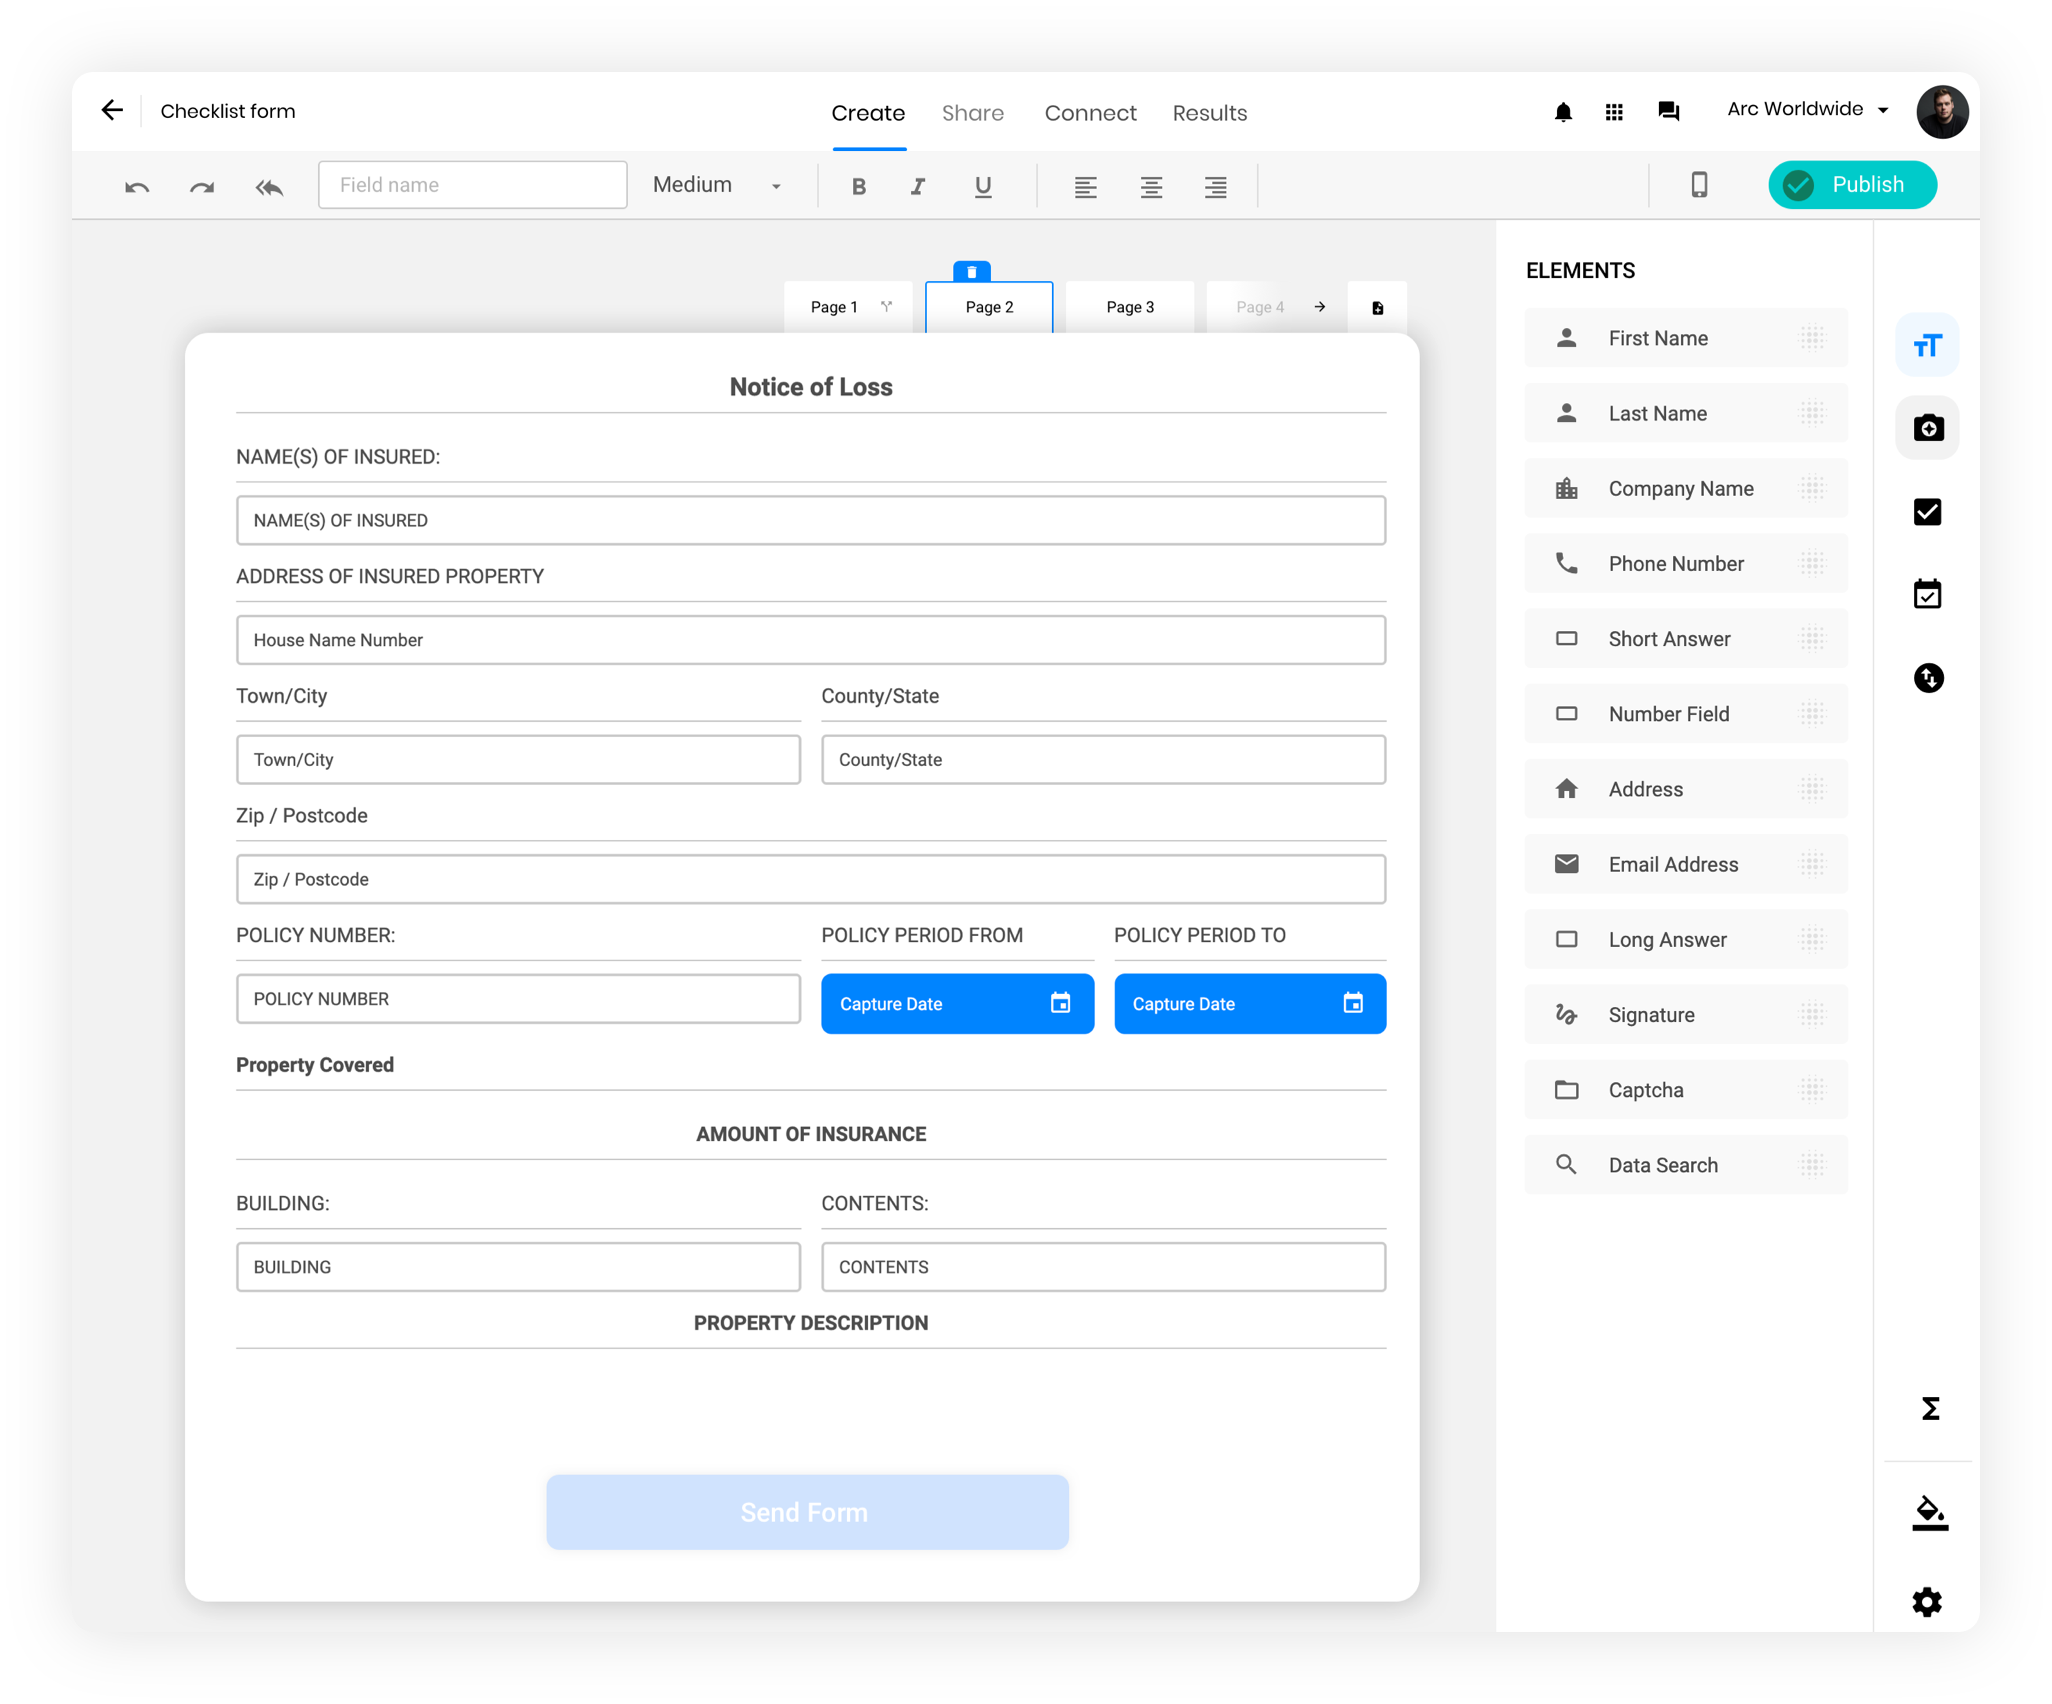 Checklist form
Create Share Connect Results
Arc Worldwide
Field name
Medium
B I U
Publish
Page 1
Page 2
Page 3
Page 4
Notice of Loss
NAME(S) OF INSURED:
NAME(S) OF INSURED
ADDRESS OF INSURED PROPERTY
House Name Number
Town/City County/State
Town/City County/State
Zip / Postcode
Zip / Postcode
POLICY NUMBER: POLICY PERIOD FROM POLICY PERIOD TO
POLICY NUMBER Capture Date Capture Date
Property Covered
AMOUNT OF INSURANCE
BUILDING: CONTENTS:
BUILDING CONTENTS
PROPERTY DESCRIPTION
Send Form
ELEMENTS
First Name
Last Name
Company Name
Phone Number
Short Answer
Number Field
Address
Email Address
Long Answer
Signature
Captcha
Data Search